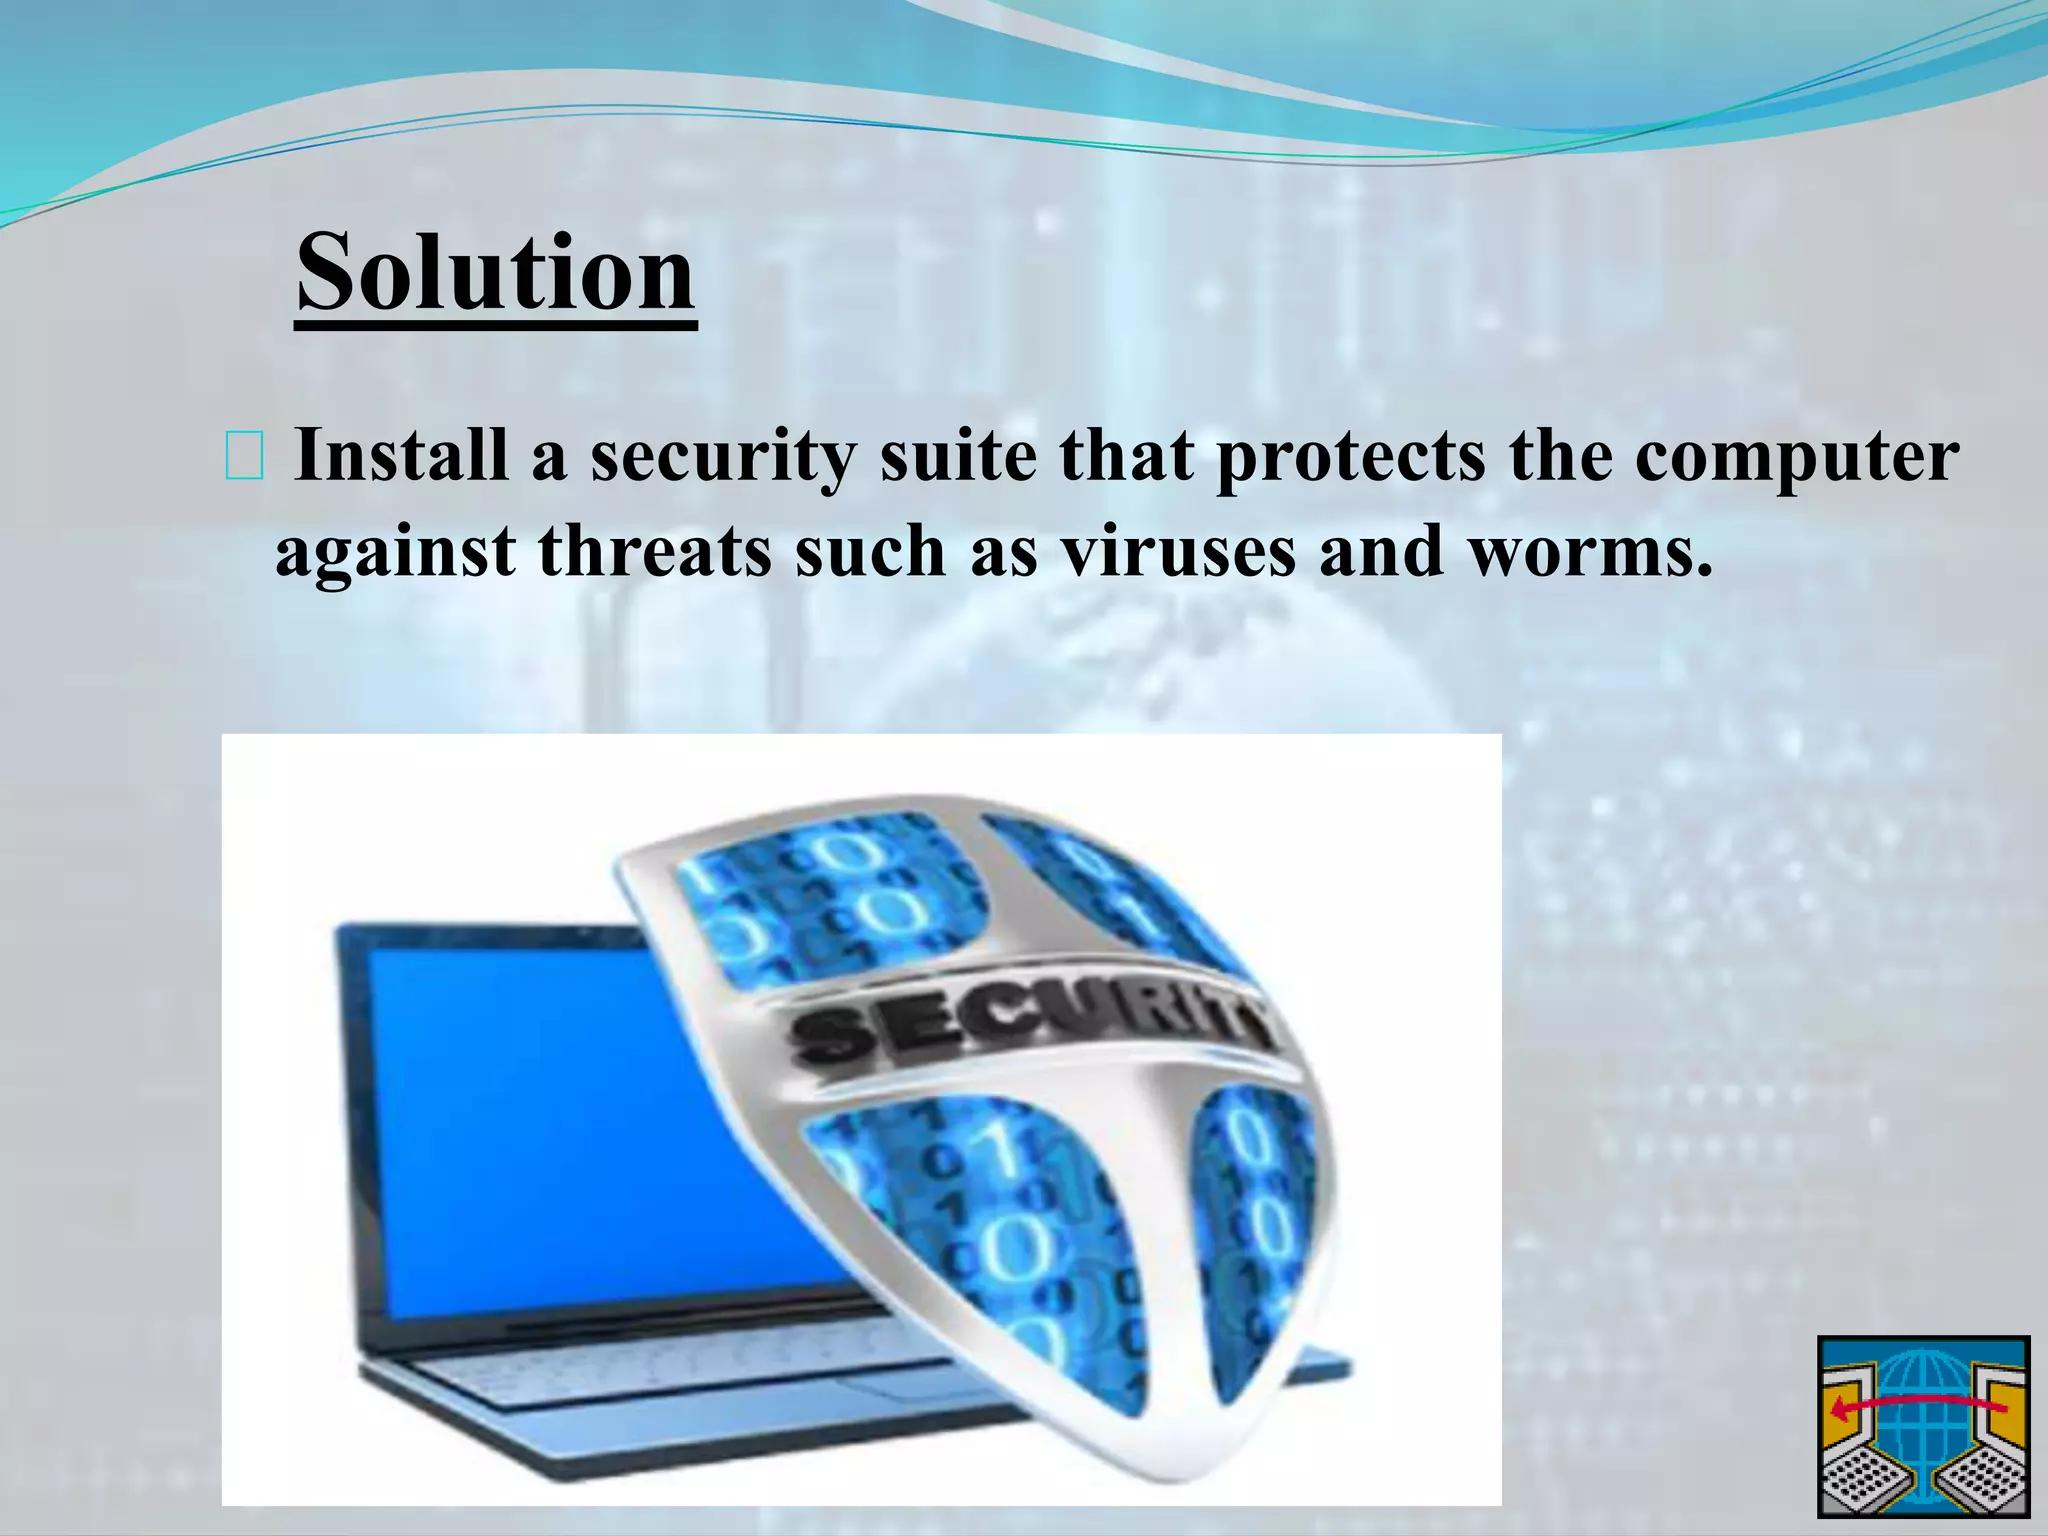 Solution
Install a security suite that protects the computer
against threats such as viruses and worms.
SECURITY